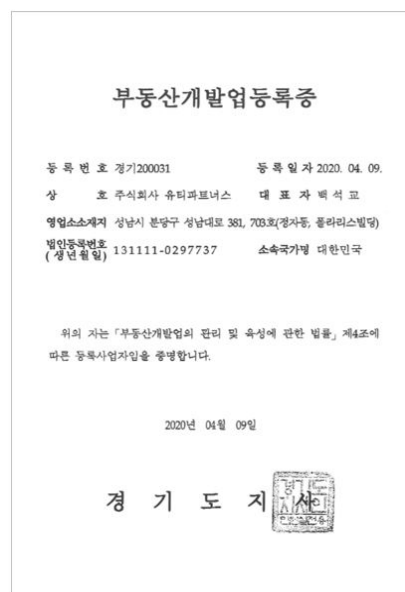 부동산개발업등록증
등 록 번 호 경기200031 등 록 일 자 2020. 04. 09.
상 호 주식회사 유티파트너스 대 표 자 백 석 교
영업소소재지 성남시 분당구 성남대로 381, 703호(정자동, 폴라리스빌딩)
법인등록번호 131111-0297737 소속국가명 대한민국
( 생 년 월 일 )
위의 자는 「부동산개발업의 관리 및 육성에 관한 법률」 제4조에
따른 등록사업자임을 증명합니다.
2020년 04월 09일
경 기 도 지 사